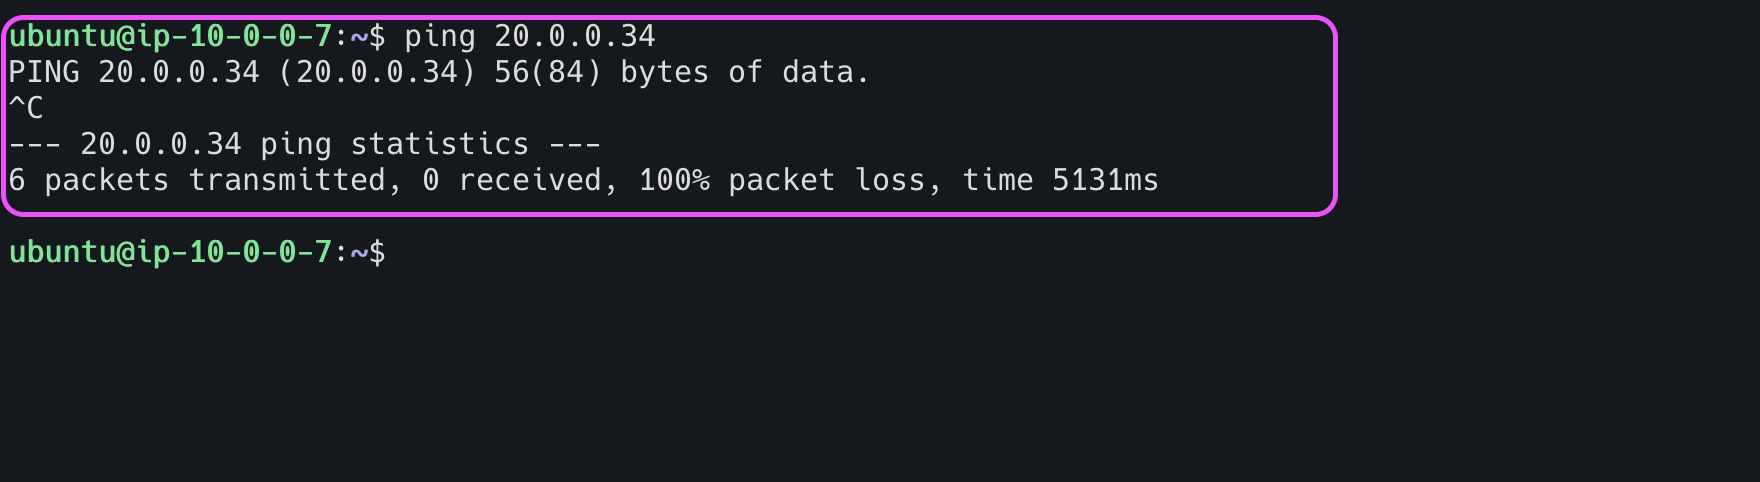 ubuntu@ip-10-0-0-7:~$ ping 20.0.0.34
PING 20.0.0.34 (20.0.0.34) 56(84) bytes of data.
^C
--- 20.0.0.34 ping statistics ---
6 packets transmitted, 0 received, 100% packet loss, time 5131ms
ubuntu@ip-10-0-0-7:~$